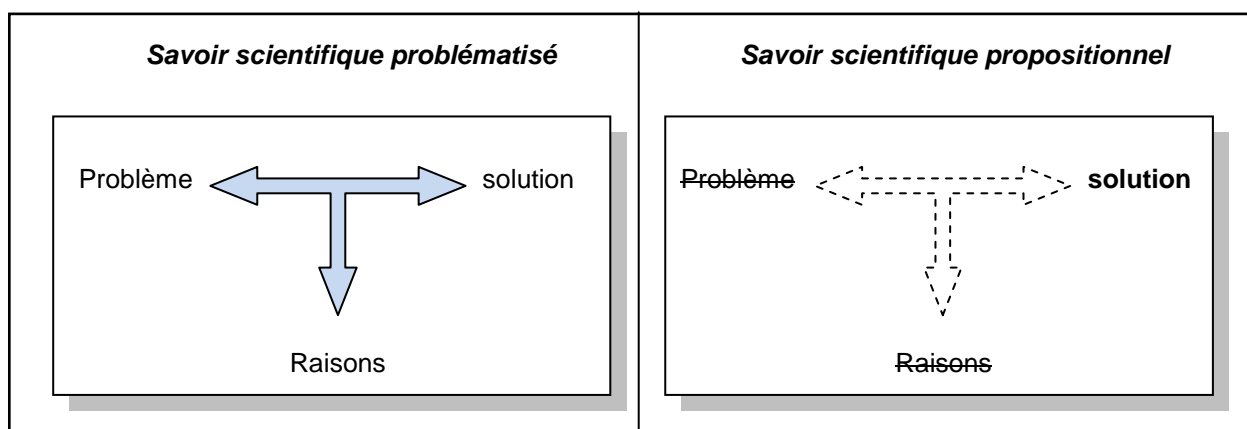 Savoir scientifique problématisé
Problème
solution
Raisons
Savoir scientifique propositionnel
Problème
solution
Raisons